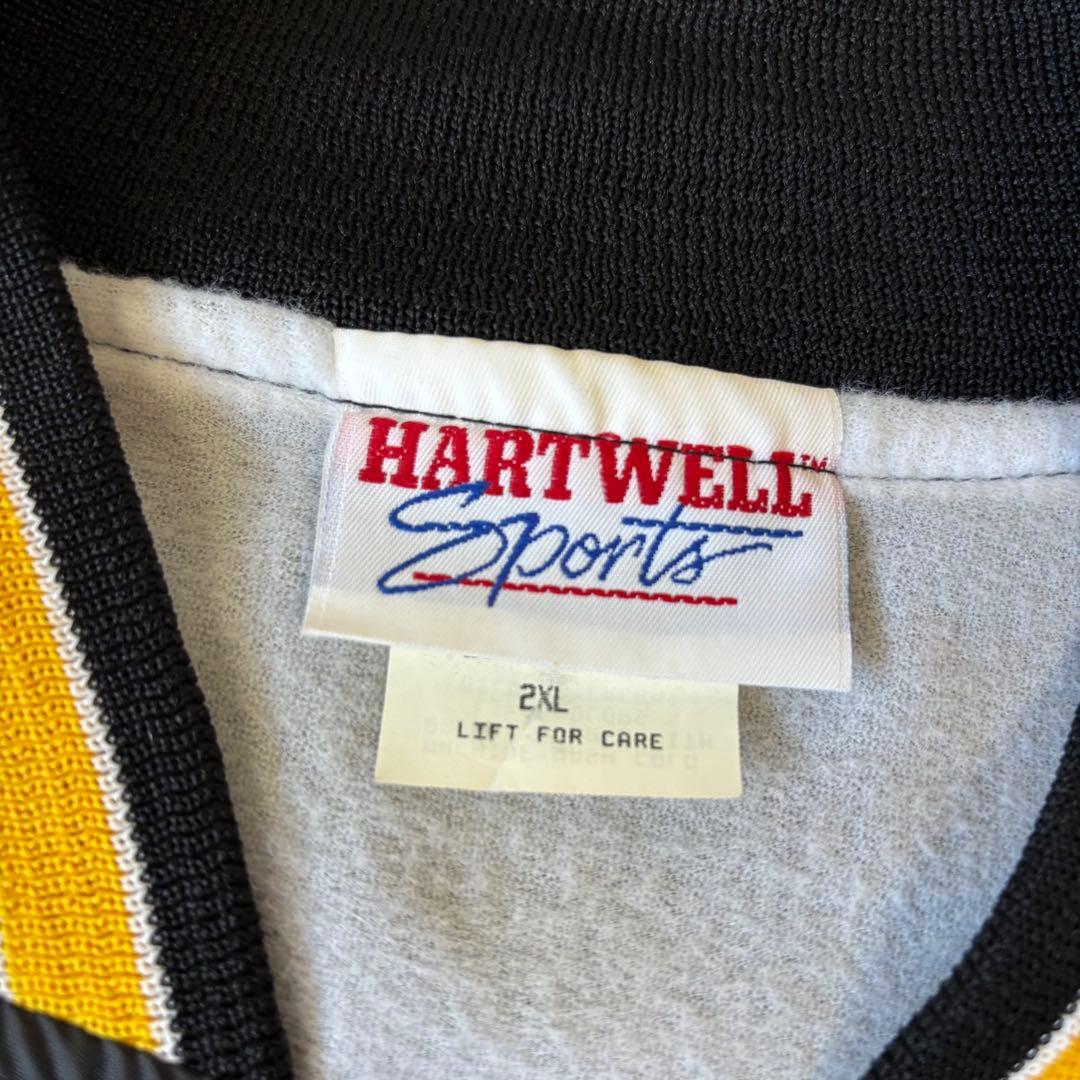 HARTWELL™
Sports
2XL
LIFT FOR CARE